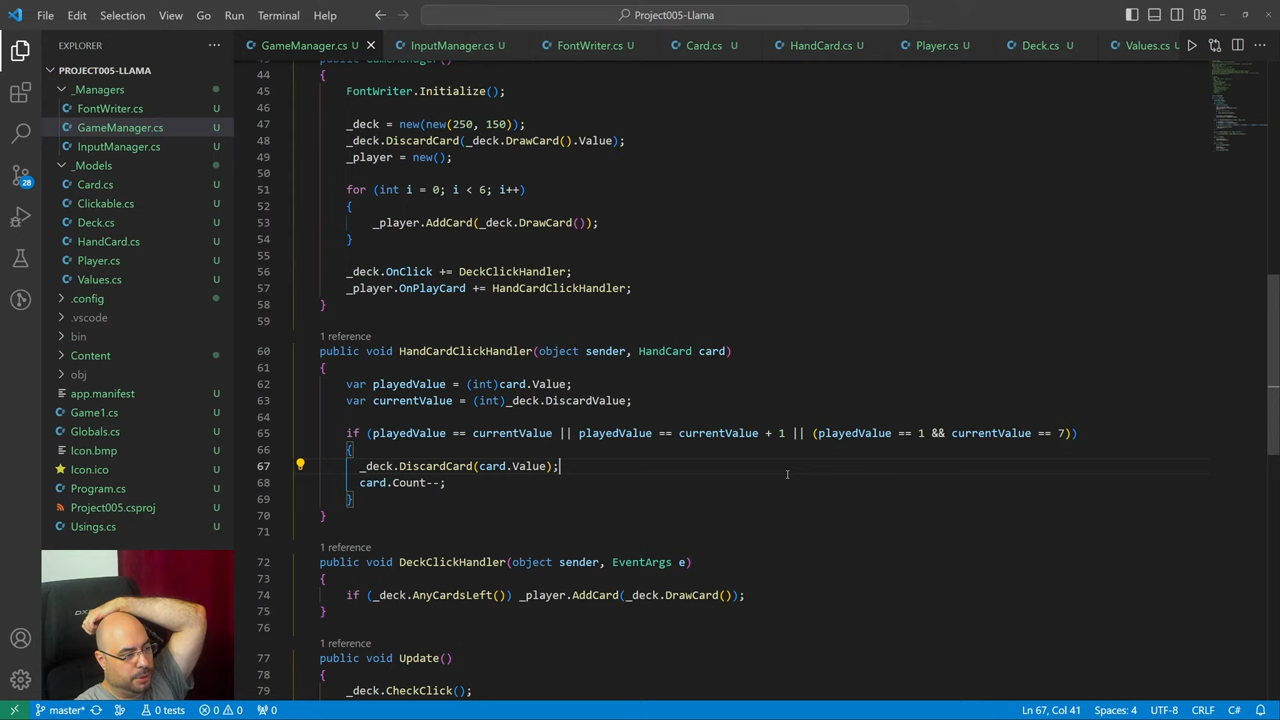 File Edit Selection View Go Run Terminal Help
Project005-Llama
EXPLORER
GameManager.cs U
InputManager.cs U
FontWriter.cs U
Card.cs U
HandCard.cs U
Player.cs U
Deck.cs U
Values.cs U
PROJECT005-LLAMA
_Managers
FontWriter.cs U
GameManager.cs U
InputManager.cs U
_Models
Card.cs U
Clickable.cs U
Deck.cs U
HandCard.cs U
Player.cs U
Values.cs U
.config
.vscode
bin
Content
obj
app.manifest U
Game1.cs U
Globals.cs U
Icon.bmp U
Icon.ico U
Program.cs U
Project005.csproj U
Usings.cs U
28
public GameManager()
44 {
45 FontWriter.Initialize();
46
47 _deck = new(new(250, 150));
48 _deck.DiscardCard(_deck.DrawCard().Value);
49 _player = new();
50
51 for (int i = 0; i < 6; i++)
52 {
53 _player.AddCard(_deck.DrawCard());
54 }
55
56 _deck.OnClick += DeckClickHandler;
57 _player.OnPlayCard += HandCardClickHandler;
58 }
59
1 reference
60 public void HandCardClickHandler(object sender, HandCard card)
61 {
62 var playedValue = (int)card.Value;
63 var currentValue = (int)_deck.DiscardValue;
64
65 if (playedValue == currentValue || playedValue == currentValue + 1 || (playedValue == 1 && currentValue == 7))
66 {
67 _deck.DiscardCard(card.Value);
68 card.Count--;
69 }
70 }
71
1 reference
72 public void DeckClickHandler(object sender, EventArgs e)
73 {
74 if (_deck.AnyCardsLeft()) _player.AddCard(_deck.DrawCard());
75 }
76
1 reference
77 public void Update()
78 {
79 _deck.CheckClick();
master* 0 tests 0 0 0
Ln 67, Col 41 Spaces: 4 UTF-8 CRLF C#